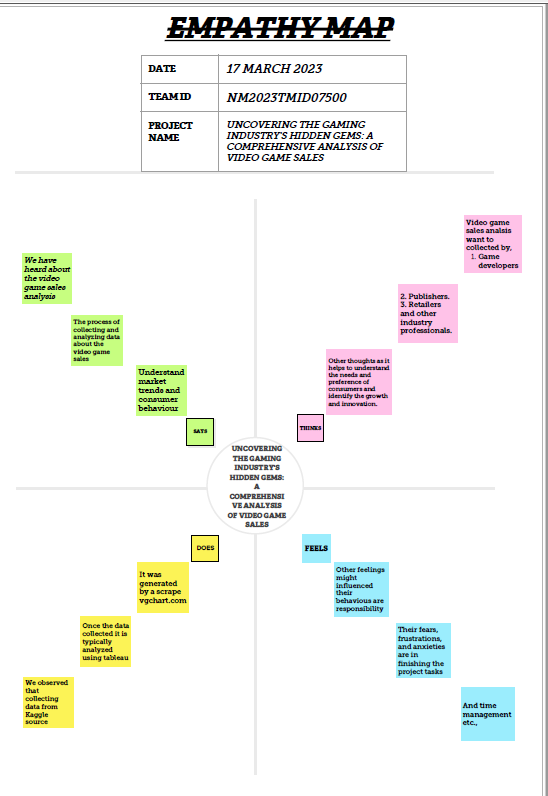 EMPATHY MAP
DATE
17 MARCH 2023
TEAM ID
NM2023TMID07500
PROJECT
NAME
UNCOVERING THE GAMING
INDUSTRY'S HIDDEN GEMS: A
COMPREHENSIVE ANALYSIS OF
VIDEO GAME SALES
We have
heard about
the video
game sales
analysis
The process of
collecting and
analyzing data
about the
video game
sales
Understand
market
trends and
consumer
behaviour
SAYS
Video game
sales analsis
want to
collected by,
1. Game
developers
2. Publishers.
3. Retailers
and other
industry
professionals.
Other thoughts as it
helps to understand
the needs and
preference of
consumers and
identify the growth
and innovation.
THINKS
UNCOVERING
THE GAMING
INDUSTRY'S
HIDDEN GEMS:
A
COMPREHENSI
VE ANALYSIS
OF VIDEO GAME
SALES
DOES
It was
generated
by a scrape
vgchart.com
Once the data
collected it is
typically
analyzed
using tableau
We observed
that
collecting
data from
Kaggle
source
FEELS
Other feelings
might
influenced
their
behaviour are
responsibility
Their fears,
frustrations,
and anxieties
are in
finishing the
project tasks
And time
management
etc.,